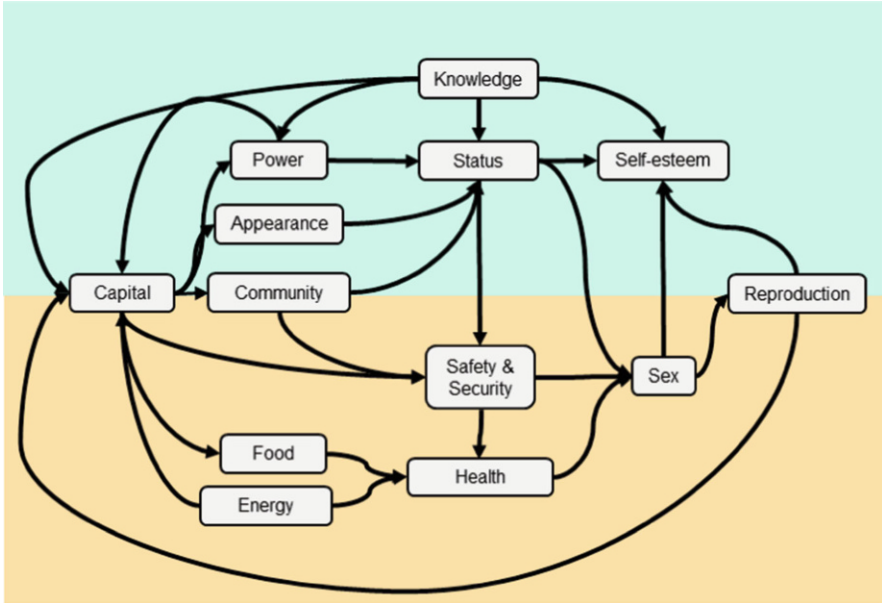 Knowledge
Power
Status
Self-esteem
Appearance
Capital
Community
Reproduction
Safety &
Security
Sex
Food
Health
Energy